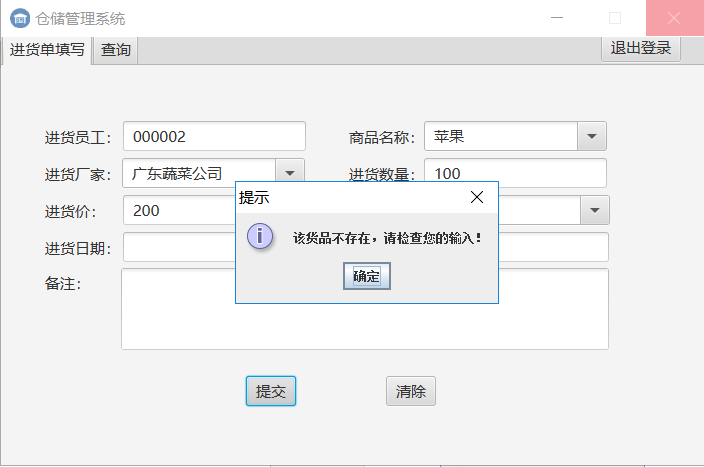 仓储管理系统
进货单填写 查询 退出登录
进货员工： 000002 商品名称： 苹果
进货厂家： 广东蔬菜公司 进货数量： 100
进货价： 200
进货日期：
备注：
提示
该货品不存在，请检查您的输入！
确定
提交 清除